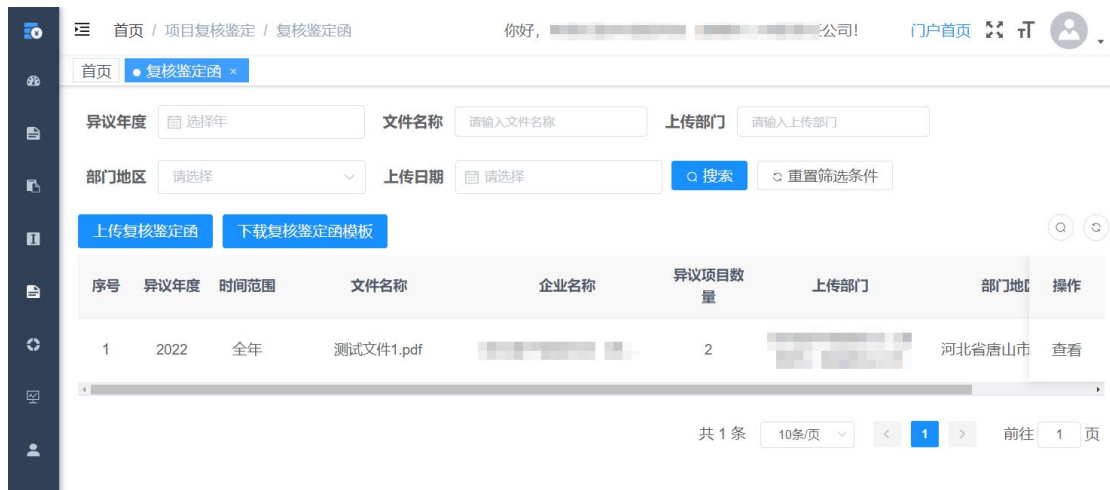 首页 / 项目复核鉴定 / 复核鉴定函
你好,
公司!
门户首页
首页
复核鉴定函 ×
异议年度 选择年
文件名称 请输入文件名称
上传部门 请输入上传部门
部门地区 请选择
上传日期 请选择
搜索
重置筛选条件
上传复核鉴定函
下载复核鉴定函模板
序号 异议年度 时间范围 文件名称 企业名称 异议项目数量 上传部门 部门地 操作
1 2022 全年 测试文件1.pdf 2 河北省唐山市 查看
共 1 条 10条/页 < 1 > 前往 1 页